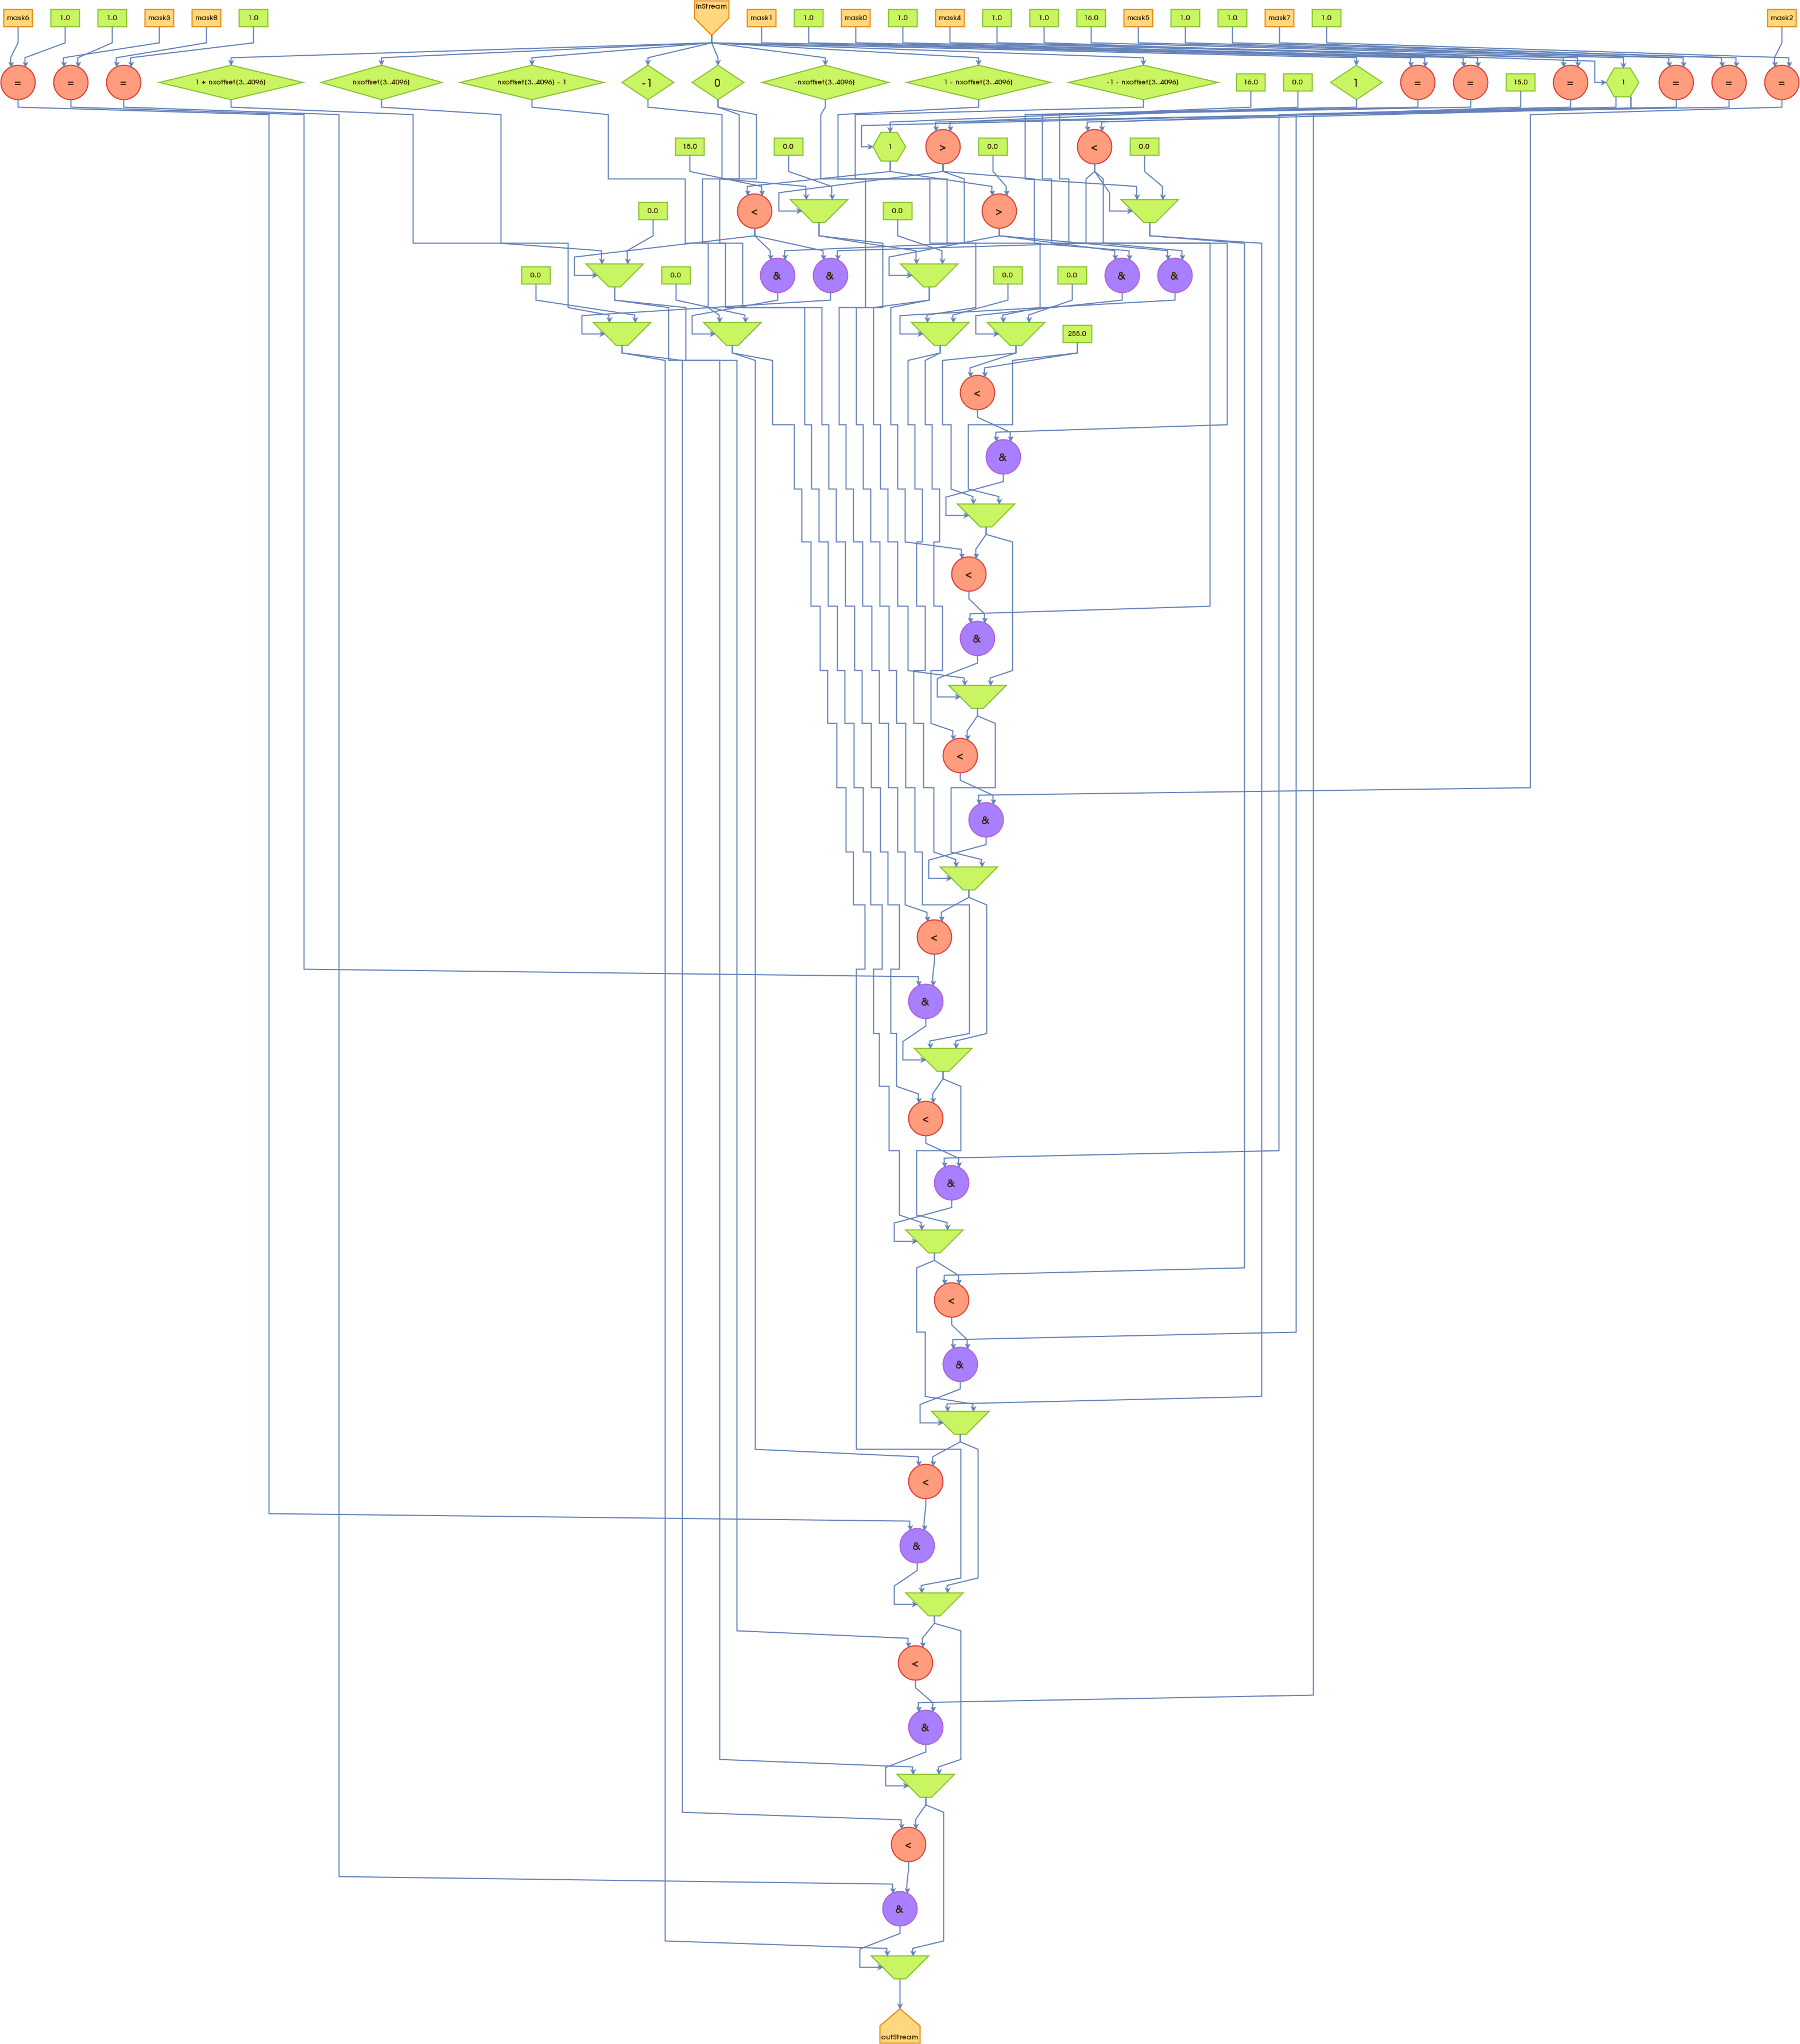 inStream
mask6 1.0 1.0 mask3 mask8 1.0 mask1 1.0 mask0 1.0 mask4 1.0 1.0 16.0 mask5 1.0 1.0 mask7 1.0 mask2
= = = 1 + nxoffset{3...4096} nxoffset{3...4096} nxoffset{3...4096} - 1 -1 0 -nxoffset{3...4096} 1 - nxoffset{3...4096} -1 - nxoffset{3...4096} 16.0 0.0 1 = = 15.0 = 1 = = =
15.0 0.0 1 > 0.0 < 0.0
0.0 < 0.0 >
0.0 0.0 & & 0.0 0.0 & &
255.0
<
&
<
&
<
&
<
&
<
&
<
&
<
&
<
&
<
&
outStream